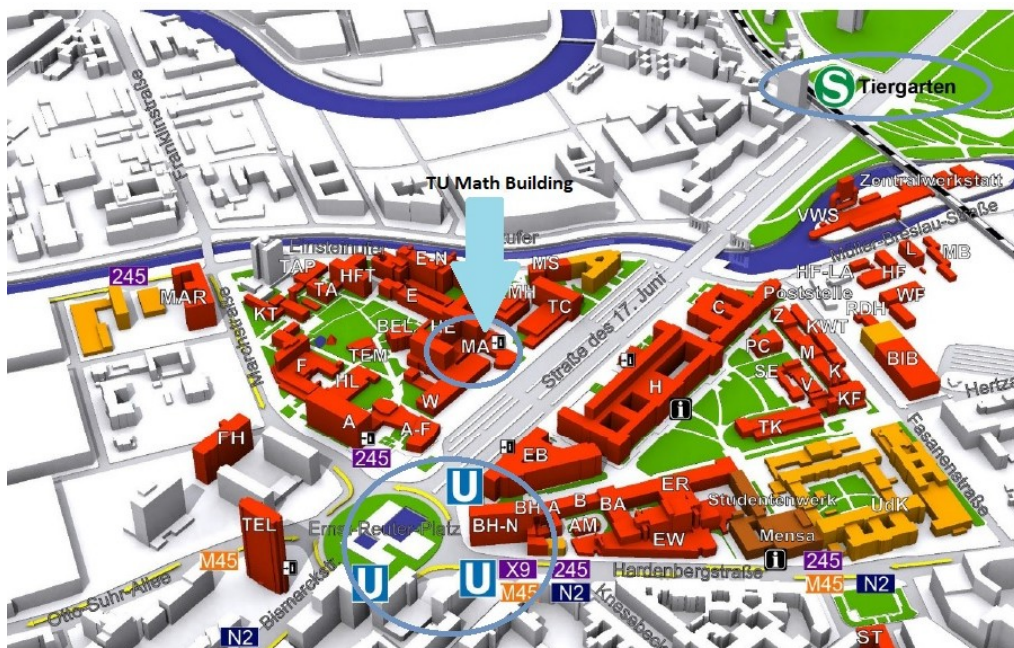 Franklinstraße
S Tiergarten
TU Math Building
Zentralwerkstatt
VWS
Müller-Breslau-Straße
Einsteinufer
ufer
TAP
E-N
MS
L
MB
245
HFT
HF-LA
HF
MAR
TA
E
MH
Poststelle
WF
KT
TC
C
RDH
Z
KWT
BEL
HE
MA
Straße des 17. Juni
PC
M
BIB
Marchstrasse
TEM
F
SE
K
HL
H
V
KF
W
i
A
A-F
TK
Fasanenstraße
FH
245
EB
U
ER
BH-A
B
BA
Studentenwerk
UdK
TEL
Ernst-Reuter-Platz
BH-N
AM
EW
Mensa
i
M45
U
U
X9
245
Hardenbergstraße
245
Otto-Suhr-Allee
Bismarckstr.
M45
N2
M45
N2
N2
ST